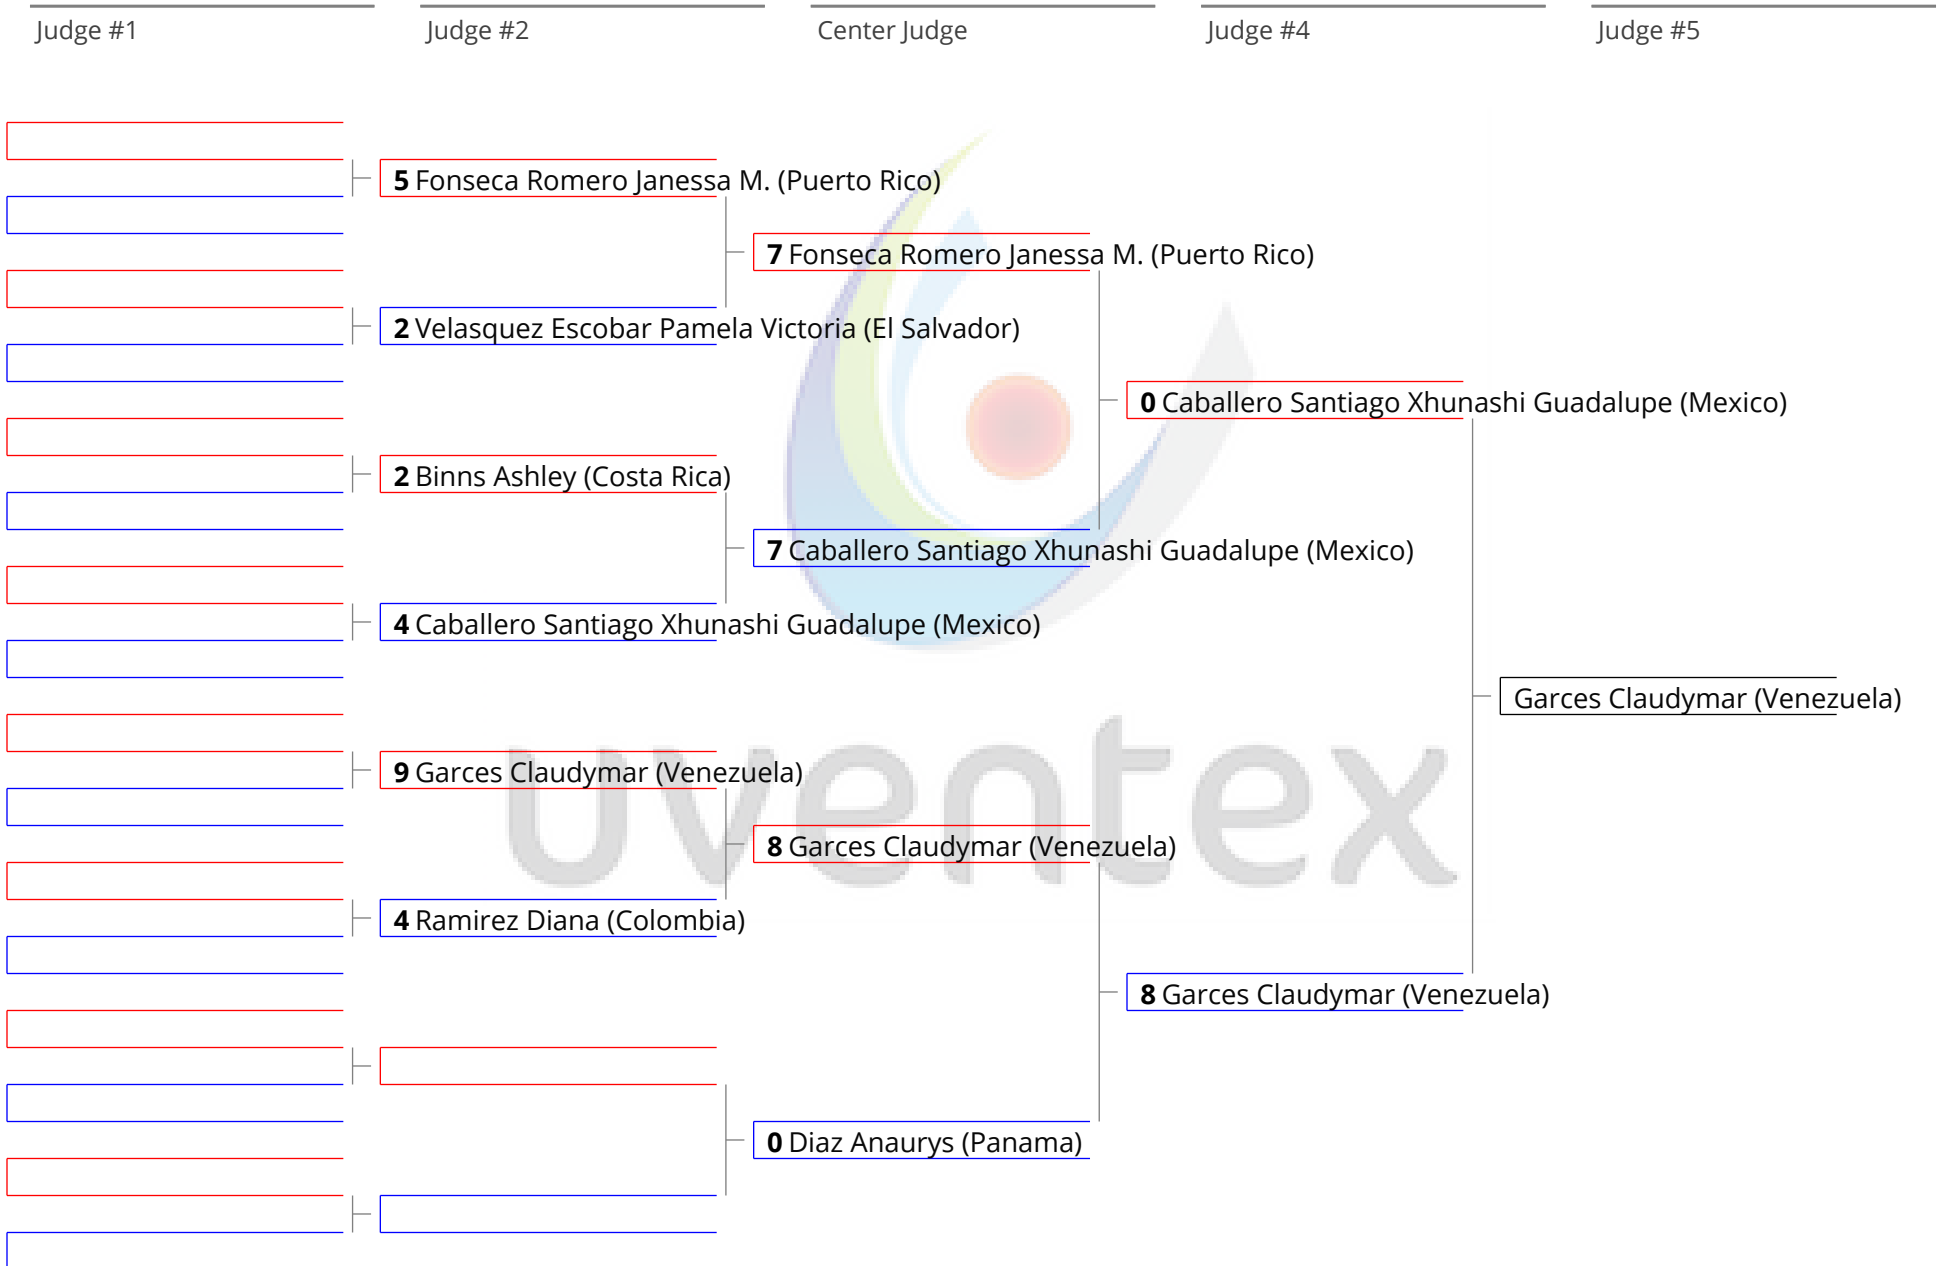 Judge #1
Judge #2
Center Judge
Judge #4
Judge #5
5 Fonseca Romero Janessa M. (Puerto Rico)
7 Fonseca Romero Janessa M. (Puerto Rico)
2 Velasquez Escobar Pamela Victoria (El Salvador)
0 Caballero Santiago Xhunashi Guadalupe (Mexico)
2 Binns Ashley (Costa Rica)
7 Caballero Santiago Xhunashi Guadalupe (Mexico)
4 Caballero Santiago Xhunashi Guadalupe (Mexico)
Garces Claudymar (Venezuela)
9 Garces Claudymar (Venezuela)
uventex
8 Garces Claudymar (Venezuela)
4 Ramirez Diana (Colombia)
8 Garces Claudymar (Venezuela)
0 Diaz Anaurys (Panama)